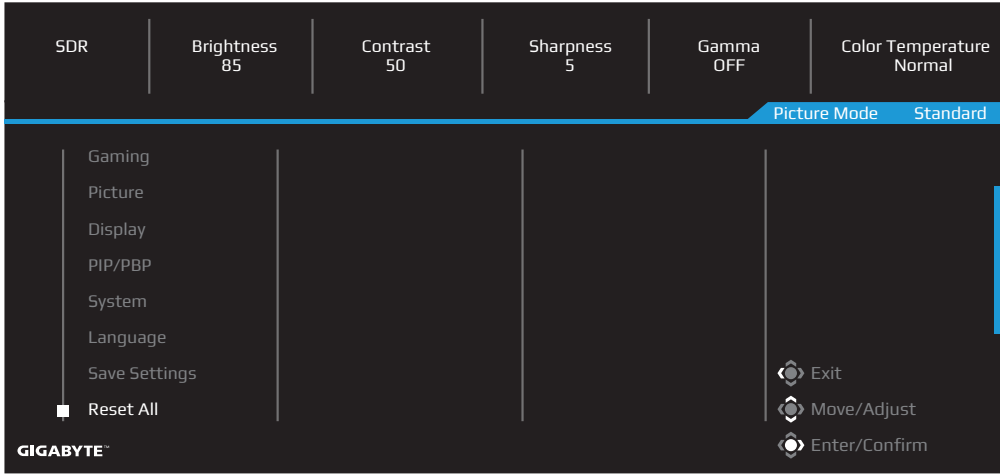 SDR Brightness Contrast Sharpness Gamma Color Temperature
85 50 5 OFF Normal
Picture Mode Standard
Gaming
Picture
Display
PIP/PBP
System
Language
Save Settings
Exit
Reset All
Move/Adjust
GIGABYTE™
Enter/Confirm